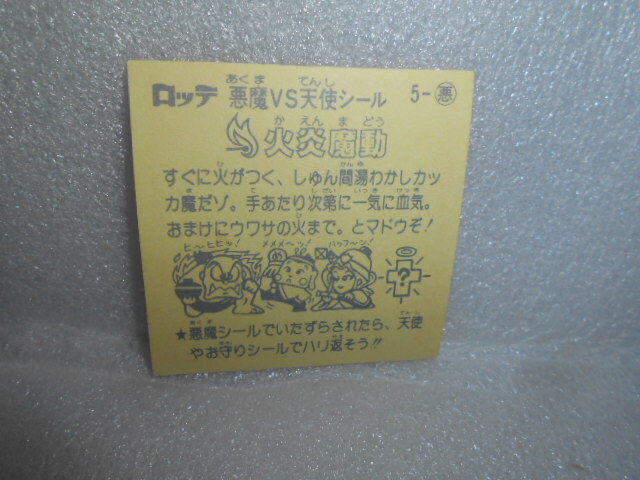 ロッテ 悪魔VS天使シール 5-悪
あくま てんし
火炎魔動
かえんまどう
すぐに火がつく、しゅん間湯わかしカッ
カ魔だゾ。手あたり次第に一気に血気。
おまけにウワサの火まで。とマドウぞ!
ヒ〜ヒヒッ! メメメ〜ッ! ハッフ〜ン!
?
★悪魔シールでいたずらされたら、天使
やお守りシールでハリ返そう!!